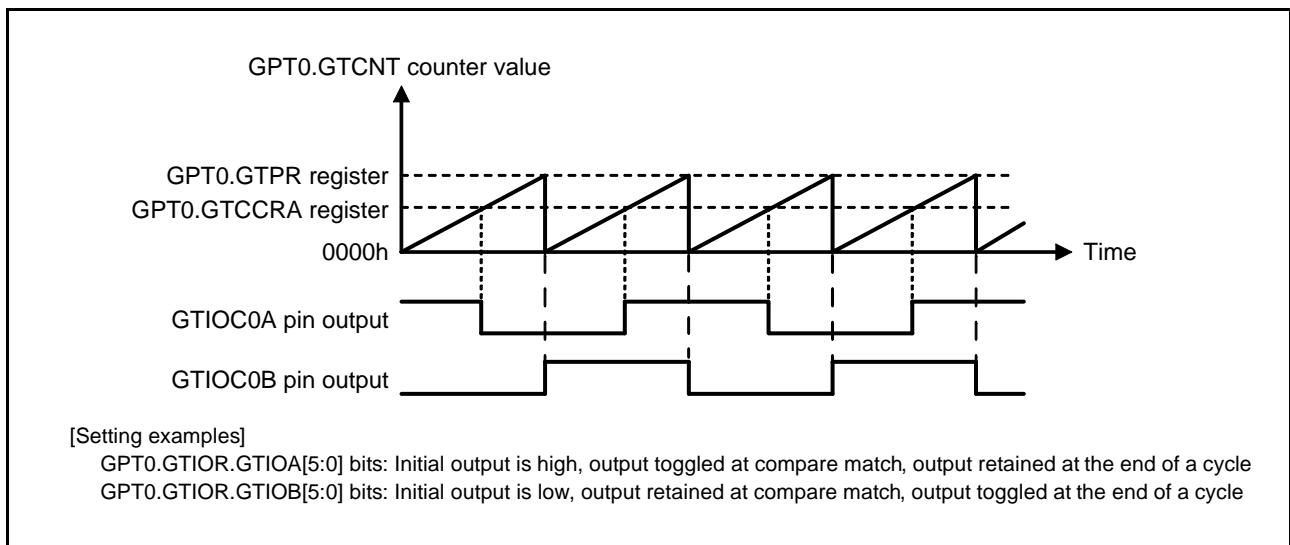 GPT0.GTCNT counter value
GPT0.GTPR register
GPT0.GTCCRA register
0000h
Time
GTIOC0A pin output
GTIOC0B pin output
[Setting examples]
GPT0.GTIOR.GTIOA[5:0] bits: Initial output is high, output toggled at compare match, output retained at the end of a cycle
GPT0.GTIOR.GTIOB[5:0] bits: Initial output is low, output retained at compare match, output toggled at the end of a cycle